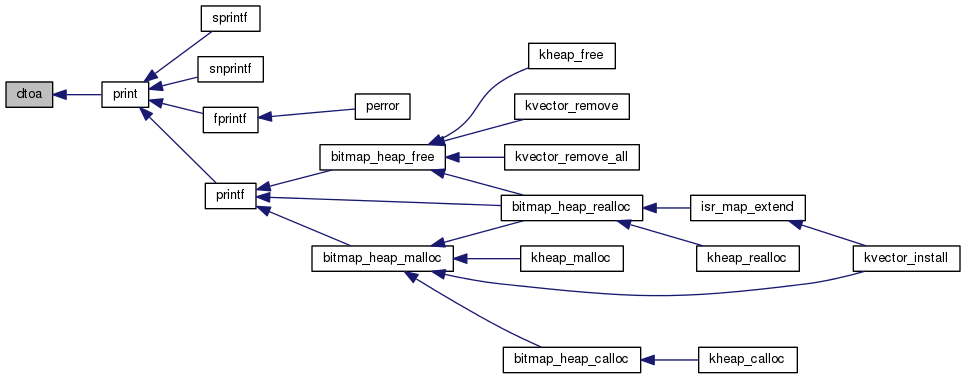 sprintf
snprintf
dtoa
print
fprintf
perror
kheap_free
kvector_remove
bitmap_heap_free
kvector_remove_all
printf
bitmap_heap_realloc
isr_map_extend
bitmap_heap_malloc
kheap_malloc
kheap_realloc
kvector_install
bitmap_heap_calloc
kheap_calloc